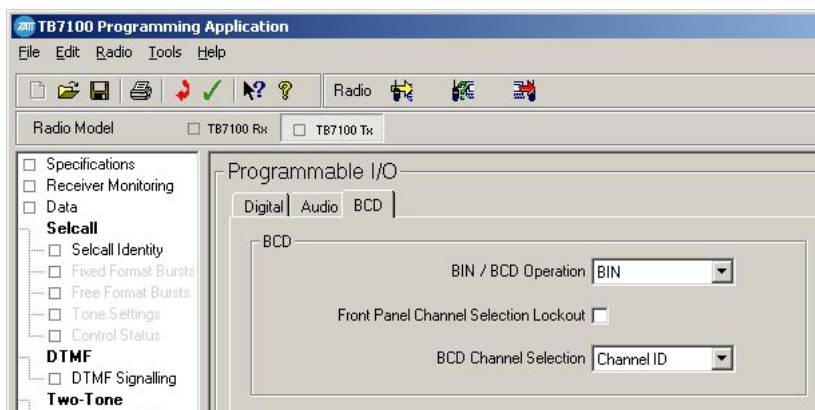 TAIT TB7100 Programming Application
File Edit Radio Tools Help
Radio
Radio Model TB7100 Rx TB7100 Tx
Specifications
Receiver Monitoring
Data
Selcall
Selcall Identity
Fixed Format Bursts
Free Format Bursts
Tone Settings
Control Status
DTMF
DTMF Signalling
Two-Tone
Programmable I/O
Digital Audio BCD
BCD
BIN / BCD Operation BIN
Front Panel Channel Selection Lockout
BCD Channel Selection Channel ID